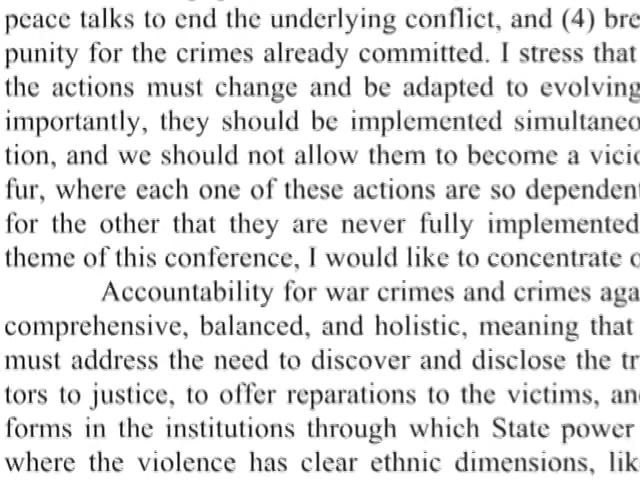 peace talks to end the underlying conflict, and (4) bre
punity for the crimes already committed. I stress that
the actions must change and be adapted to evolving
importantly, they should be implemented simultaneo
tion, and we should not allow them to become a vicio
fur, where each one of these actions are so dependent
for the other that they are never fully implemented
theme of this conference, I would like to concentrate o
Accountability for war crimes and crimes aga
comprehensive, balanced, and holistic, meaning that
must address the need to discover and disclose the tr
tors to justice, to offer reparations to the victims, and
forms in the institutions through which State power
where the violence has clear ethnic dimensions, lik